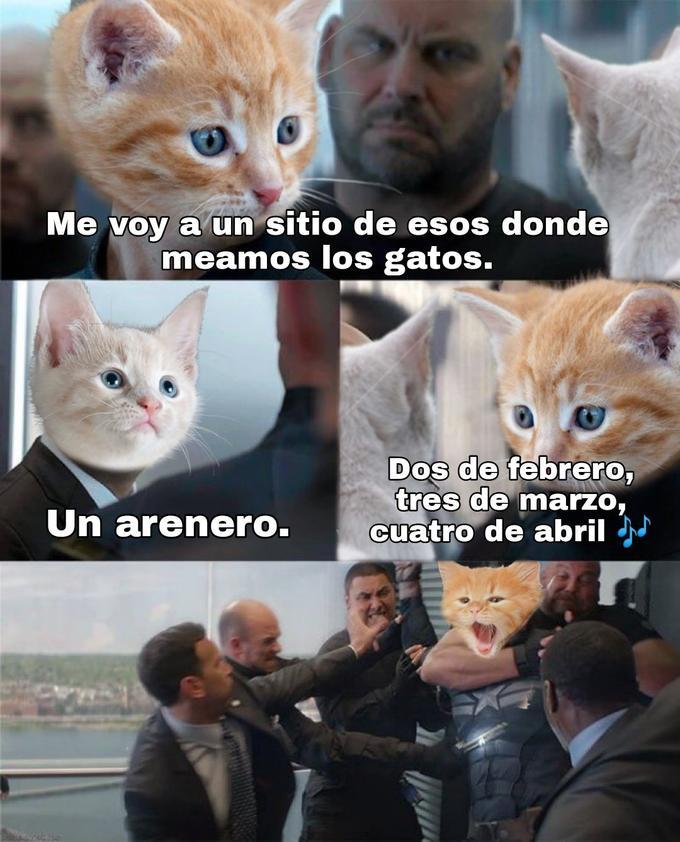 Me voy a un sitio de esos donde
meamos los gatos.
Un arenero.
Dos de febrero,
tres de marzo,
cuatro de abril 🎶